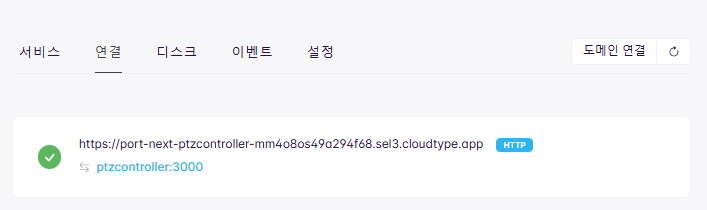 서비스 연결 디스크 이벤트 설정 도메인 연결
https://port-next-ptzcontroller-mm4o8os49a294f68.sel3.cloudtype.app HTTP
ptzcontroller:3000